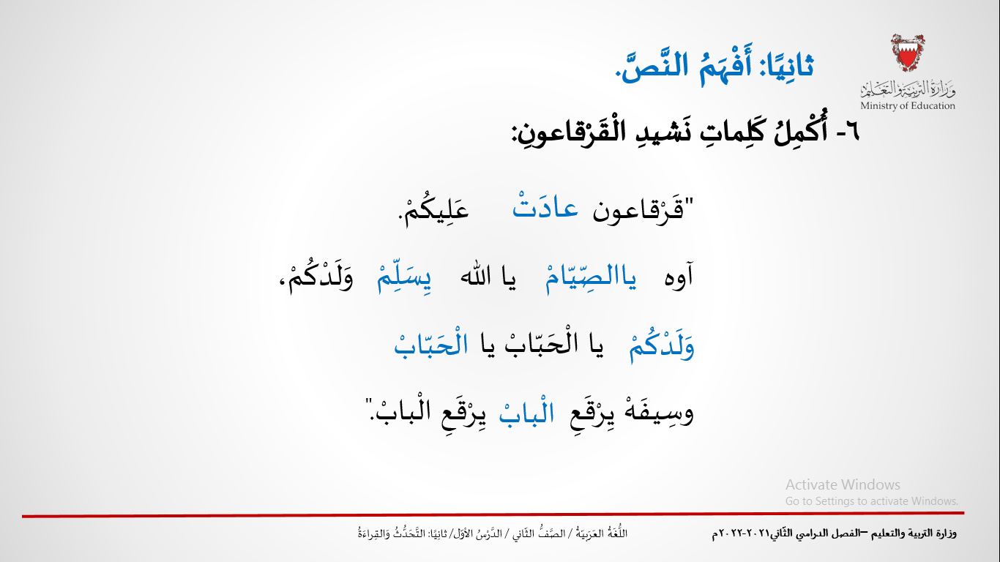 ثانِيًا: أَفْهَمُ النَّصَّ.
وزارة التربية والتعليم
Ministry of Education
٦- أُكْمِلُ كَلِماتِ نَشيدِ الْقَرْقاعونِ:
"قَرْقاعون عادَتْ عَلِيكُمْ.
آوه ياالصِّيّامْ يا الله يِسَلِّمْ وَلَدْكُمْ،
وَلَدْكُمْ يا الْحَبّابْ يا الْحَبّابْ
وسِيفَهْ يِرْقَعِ الْبابْ يِرْقَعِ الْبابْ."
Activate Windows
Go to Settings to activate Windows.
وزارة التربية والتعليم –الفصل الدراسي الثّاني٢٠٢١-٢٠٢٢م
اللُّغَةُ العَرَبِيّةُ / الصَّفُّ الثّاني / الدَّرْسُ الأوّل/ ثانِيًا: التَّحَدُّثُ وَالقِراءَةُ